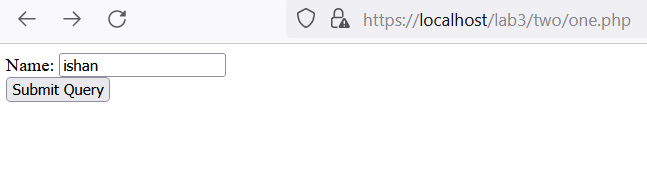 https://localhost/lab3/two/one.php
Name: ishan
Submit Query